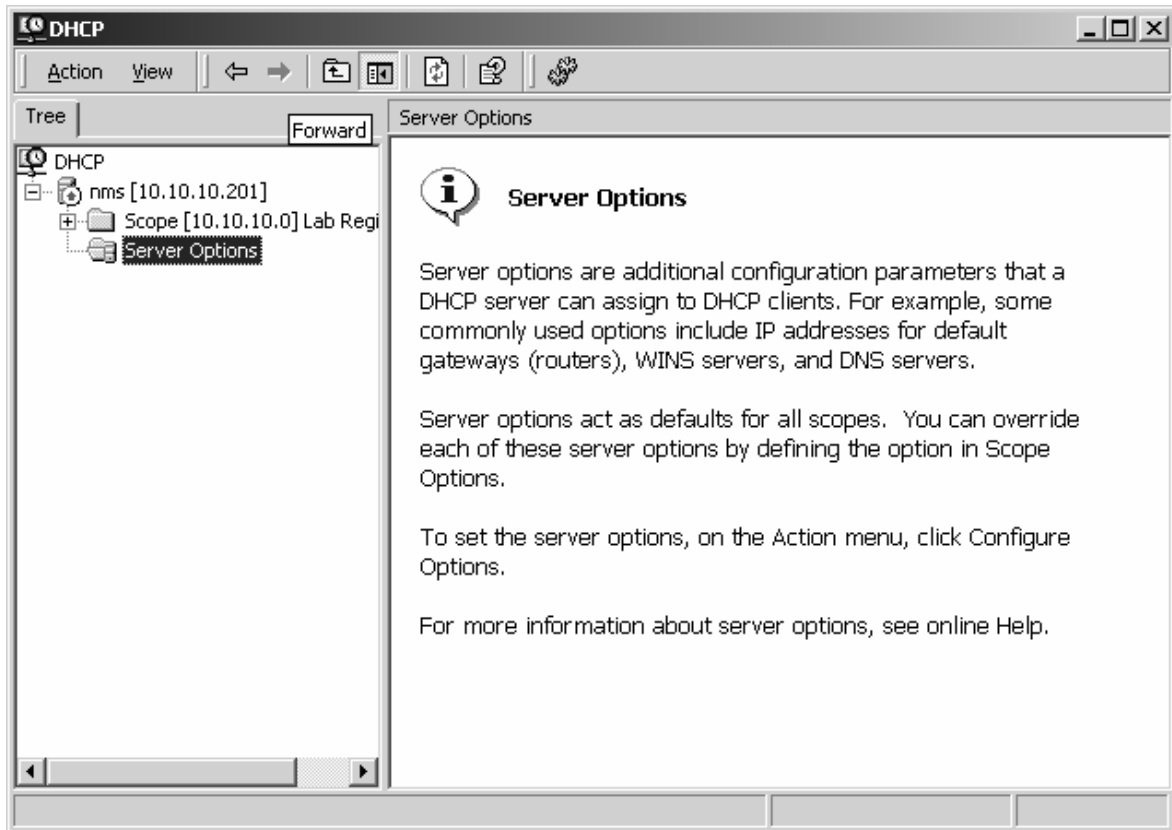 DHCP
Action View
Tree
Forward
Server Options
DHCP
nms [10.10.10.201]
Scope [10.10.10.0] Lab Regi
Server Options
Server Options
Server options are additional configuration parameters that a
DHCP server can assign to DHCP clients. For example, some
commonly used options include IP addresses for default
gateways (routers), WINS servers, and DNS servers.
Server options act as defaults for all scopes. You can override
each of these server options by defining the option in Scope
Options.
To set the server options, on the Action menu, click Configure
Options.
For more information about server options, see online Help.